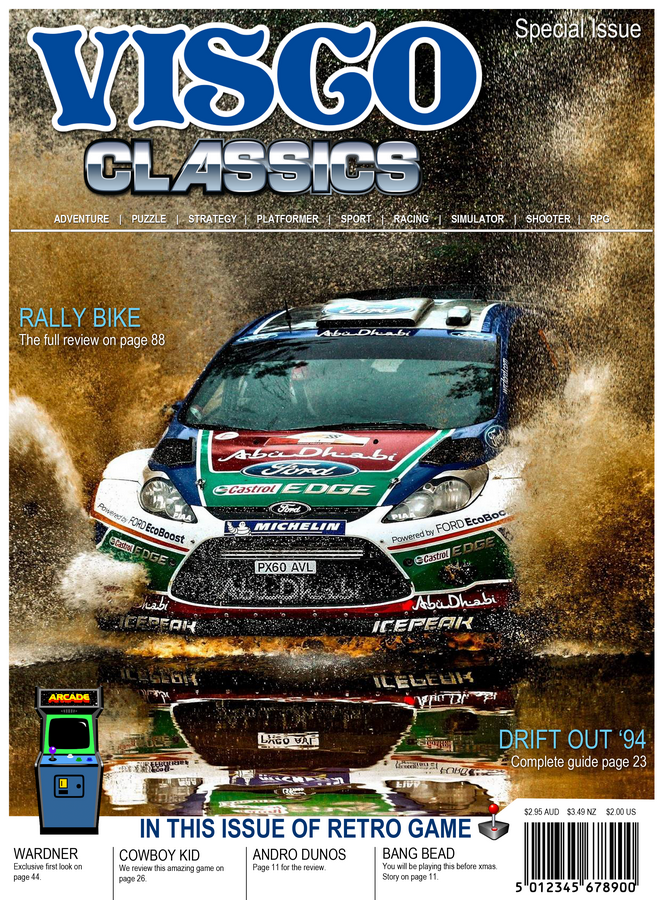 Special Issue
VISCO
CLASSICS
ADVENTURE | PUZZLE | STRATEGY | PLATFORMER | SPORT | RACING | SIMULATOR | SHOOTER | RPG
RALLY BIKE
The full review on page 88
Ford
Abu Dhabi
Abu Dhabi
Ford
Castrol EDGE
Ford
PIAA
PIAA
MICHELIN
Powered by FORD EcoBoost
Powered by FORD EcoBoo
Castrol EDGE
Castrol EDGE
PX60 AVL
Abu Dhabi
Abu Dhabi
ICEPEAK
ICEPEAK
ARCADE
DRIFT OUT ‘94
Complete guide page 23
IN THIS ISSUE OF RETRO GAME
$2.95 AUD $3.49 NZ $2.00 US
WARDNER
Exclusive first look on
page 44.
COWBOY KID
We review this amazing game on
page 26.
ANDRO DUNOS
Page 11 for the review.
BANG BEAD
You will be playing this before xmas.
Story on page 11.
5 012345 678900